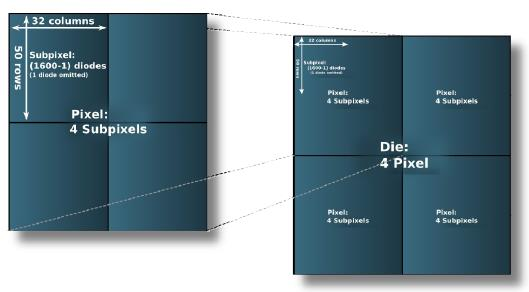 32 columns
50 rows
Subpixel:
(1600-1) diodes
(1 diode omitted)
Pixel:
4 Subpixels
32 columns
50 rows
Subpixel:
(1600-1) diodes
(1 diode omitted)
Pixel:
4 Subpixels
Pixel:
4 Subpixels
Die:
4 Pixel
Pixel:
4 Subpixels
Pixel:
4 Subpixels